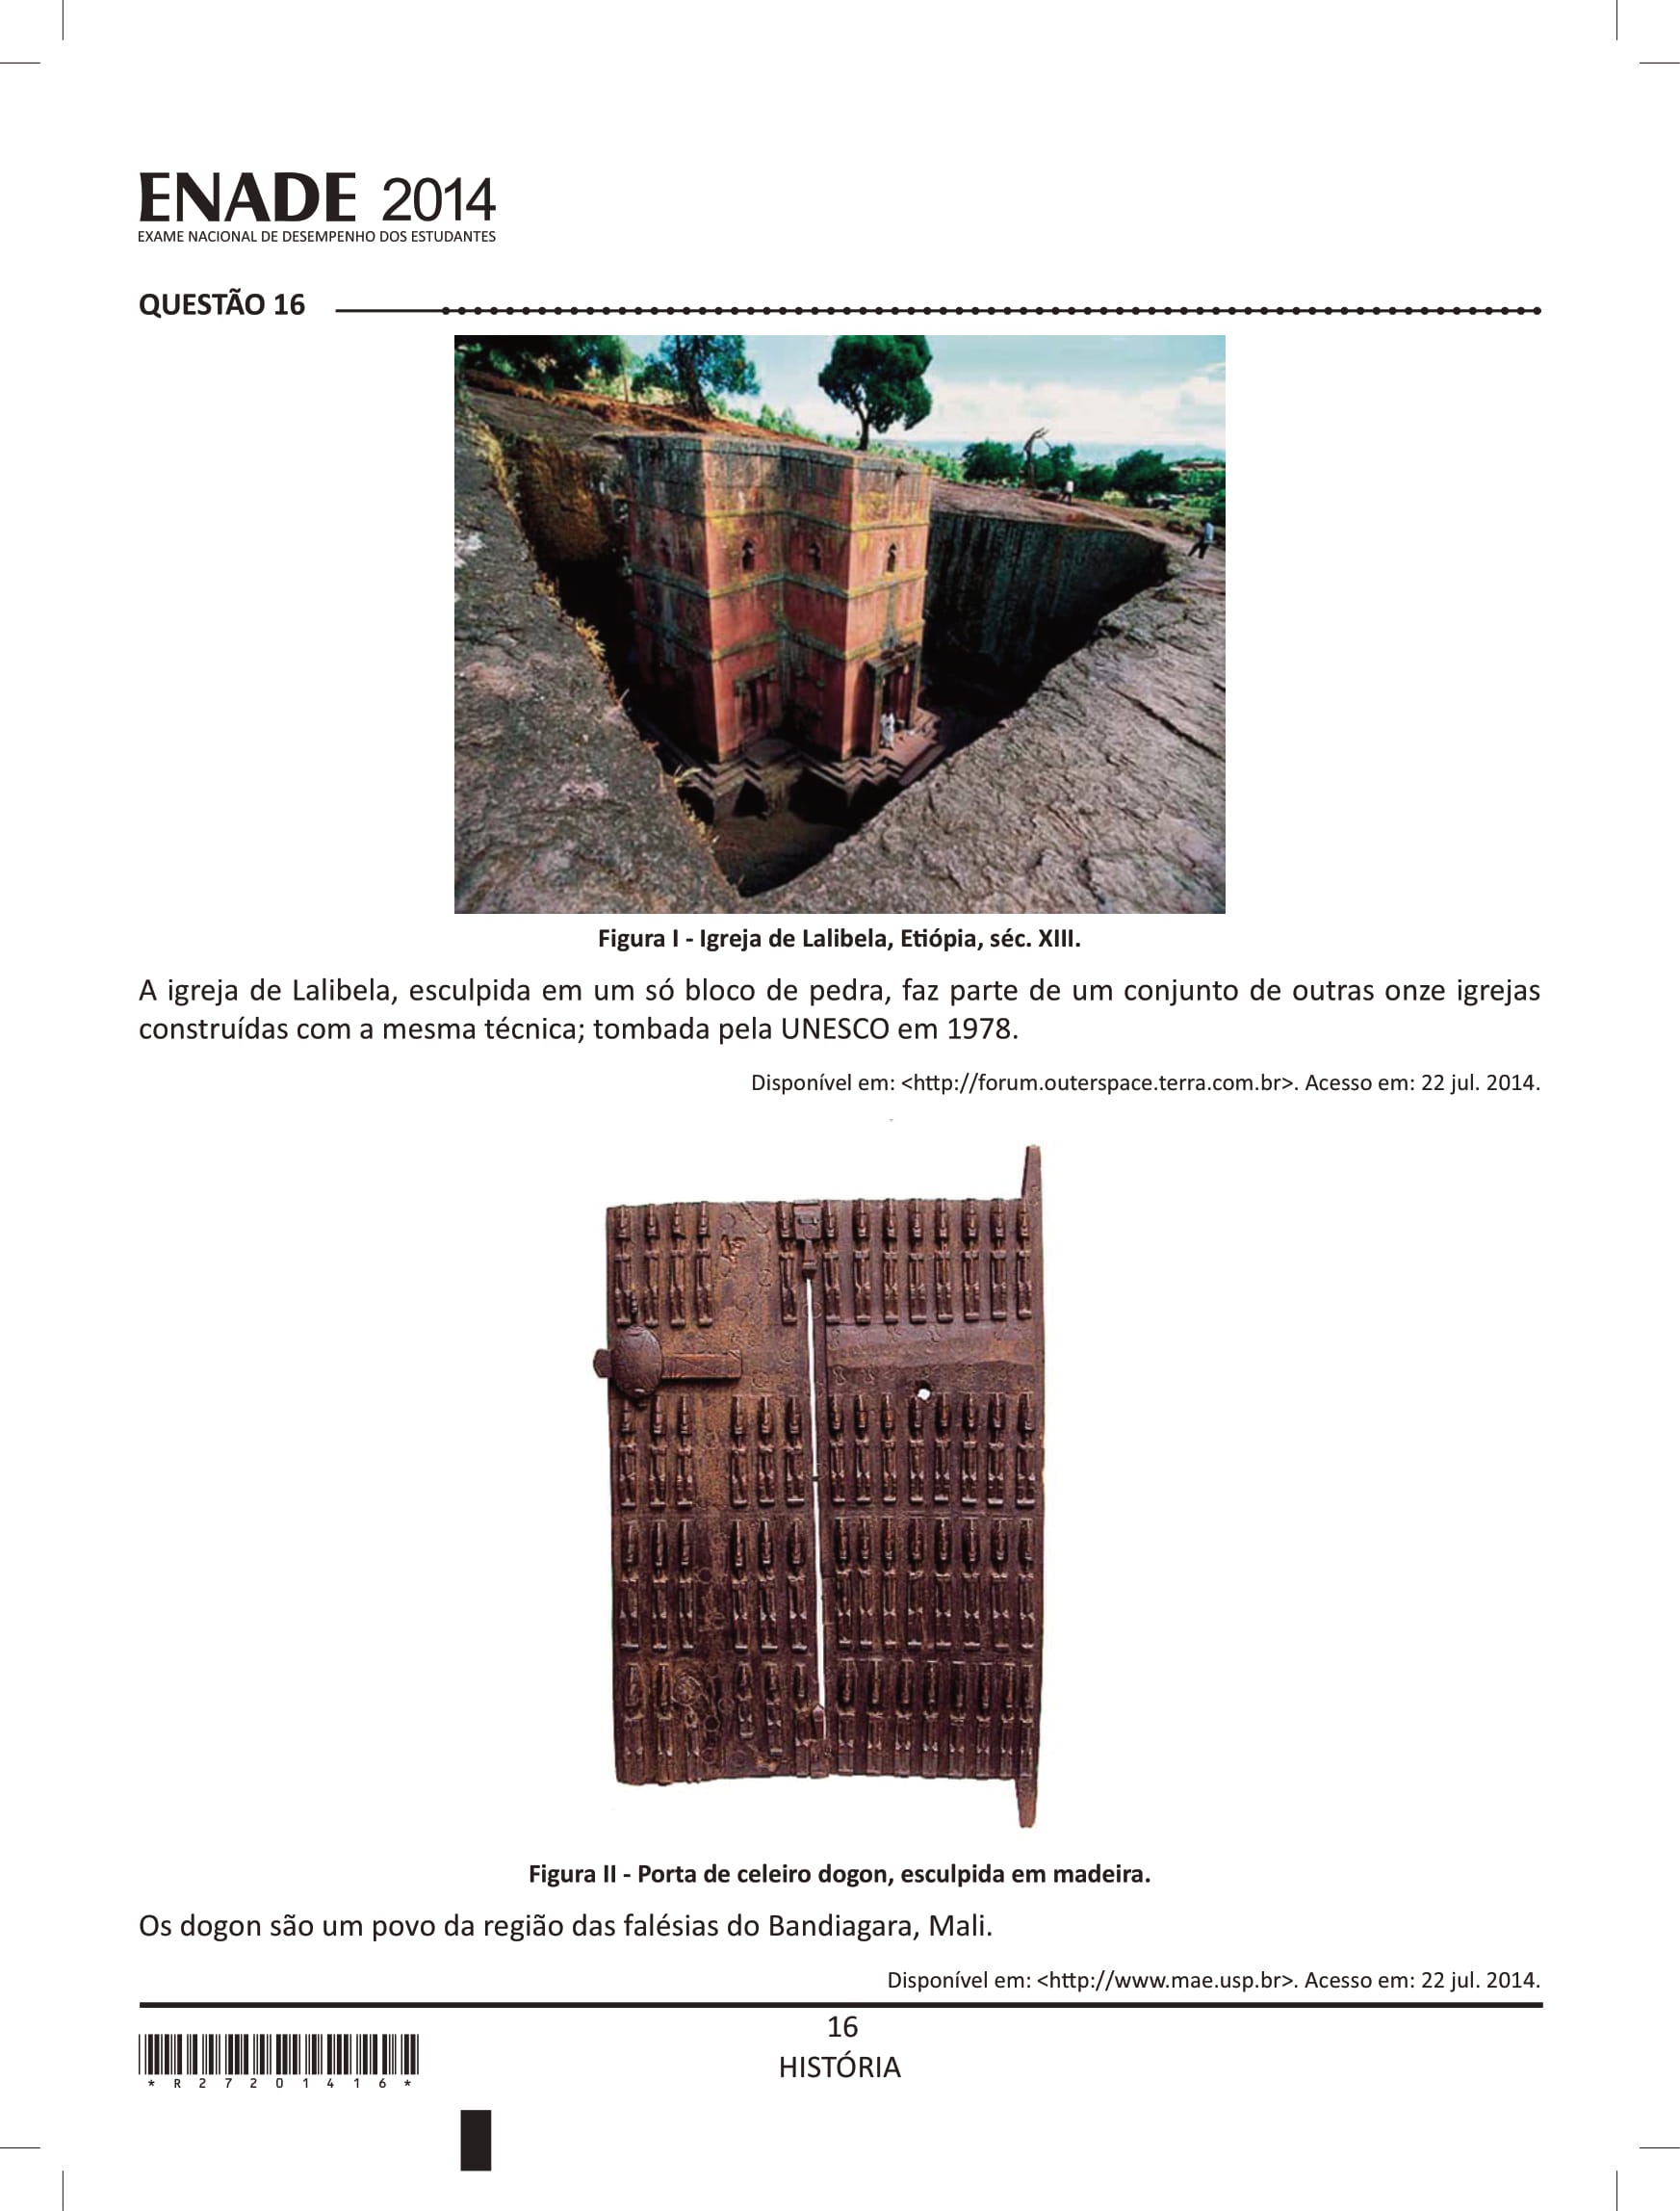 ENADE 2014
EXAME NACIONAL DE DESEMPENHO DOS ESTUDANTES
QUESTÃO 16
Figura I - Igreja de Lalibela, Etiópia, séc. XIII.
A igreja de Lalibela, esculpida em um só bloco de pedra, faz parte de um conjunto de outras onze igrejas
construídas com a mesma técnica; tombada pela UNESCO em 1978.
Disponível em: <http://forum.outerspace.terra.com.br>. Acesso em: 22 jul. 2014.
Figura II - Porta de celeiro dogon, esculpida em madeira.
Os dogon são um povo da região das falésias do Bandiagara, Mali.
Disponível em: <http://www.mae.usp.br>. Acesso em: 22 jul. 2014.
16
HISTÓRIA
* R 2 7 2 0 1 4 1 6 *